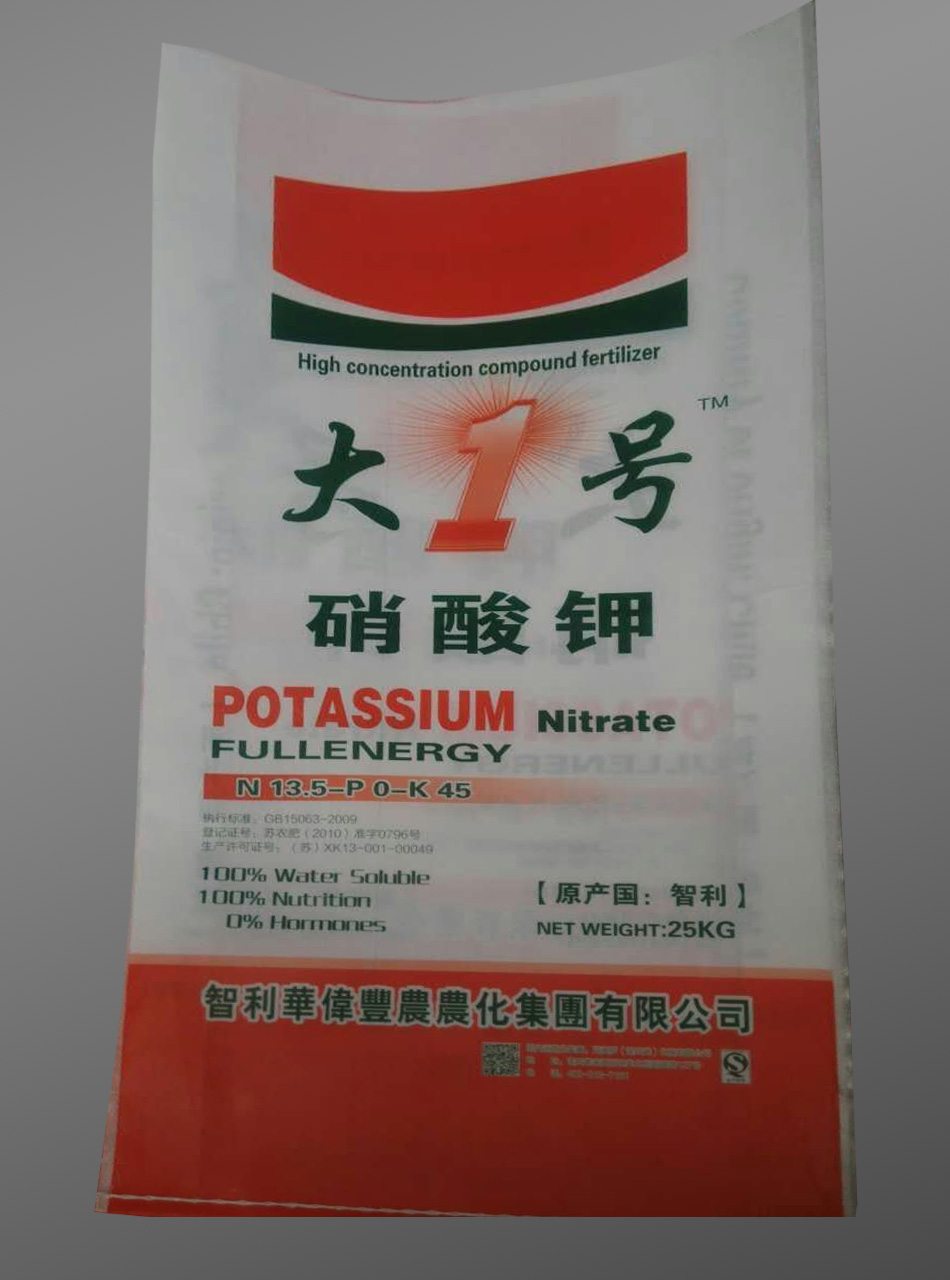 High concentration compound fertilizer
大1号 TM
硝酸钾
POTASSIUM Nitrate
FULLENERGY
N 13.5-P 0-K 45
执行标准：GB15063-2009
登记证号：苏农肥（2010）准字0796号
生产许可证号：（苏）XK13-001-00049
100% Water Soluble
100% Nutrition
0% Hormones
【原产国：智利】
NET WEIGHT:25KG
智利華偉豐農農化集團有限公司